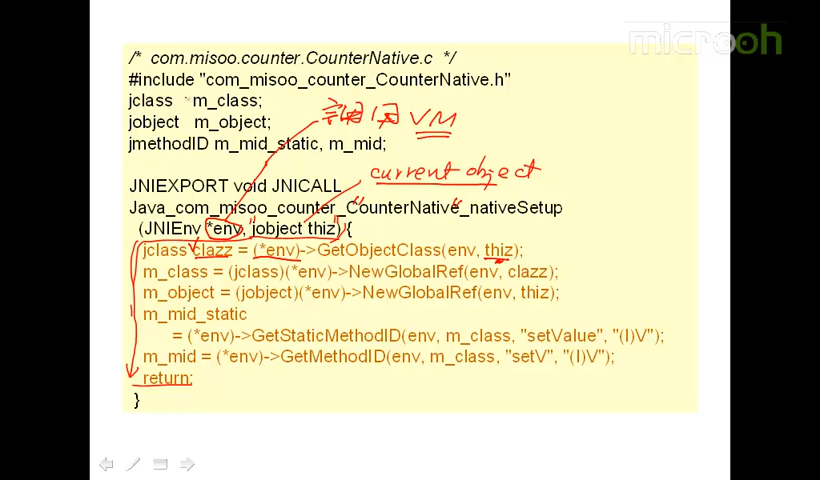 microoh
/* com.misoo.counter.CounterNative.c */
#include "com_misoo_counter_CounterNative.h"
jclass m_class;
jobject m_object;
調用 VM
jmethodID m_mid_static, m_mid;
current object
JNIEXPORT void JNICALL
Java_com_misoo_counter_CounterNative_nativeSetup
(JNIEnv *env, jobject thiz) {
jclass clazz = (*env)->GetObjectClass(env, thiz);
m_class = (jclass)(*env)->NewGlobalRef(env, clazz);
m_object = (jobject)(*env)->NewGlobalRef(env, thiz);
m_mid_static
= (*env)->GetStaticMethodID(env, m_class, "setValue", "(I)V");
m_mid = (*env)->GetMethodID(env, m_class, "setV", "(I)V");
return;
}